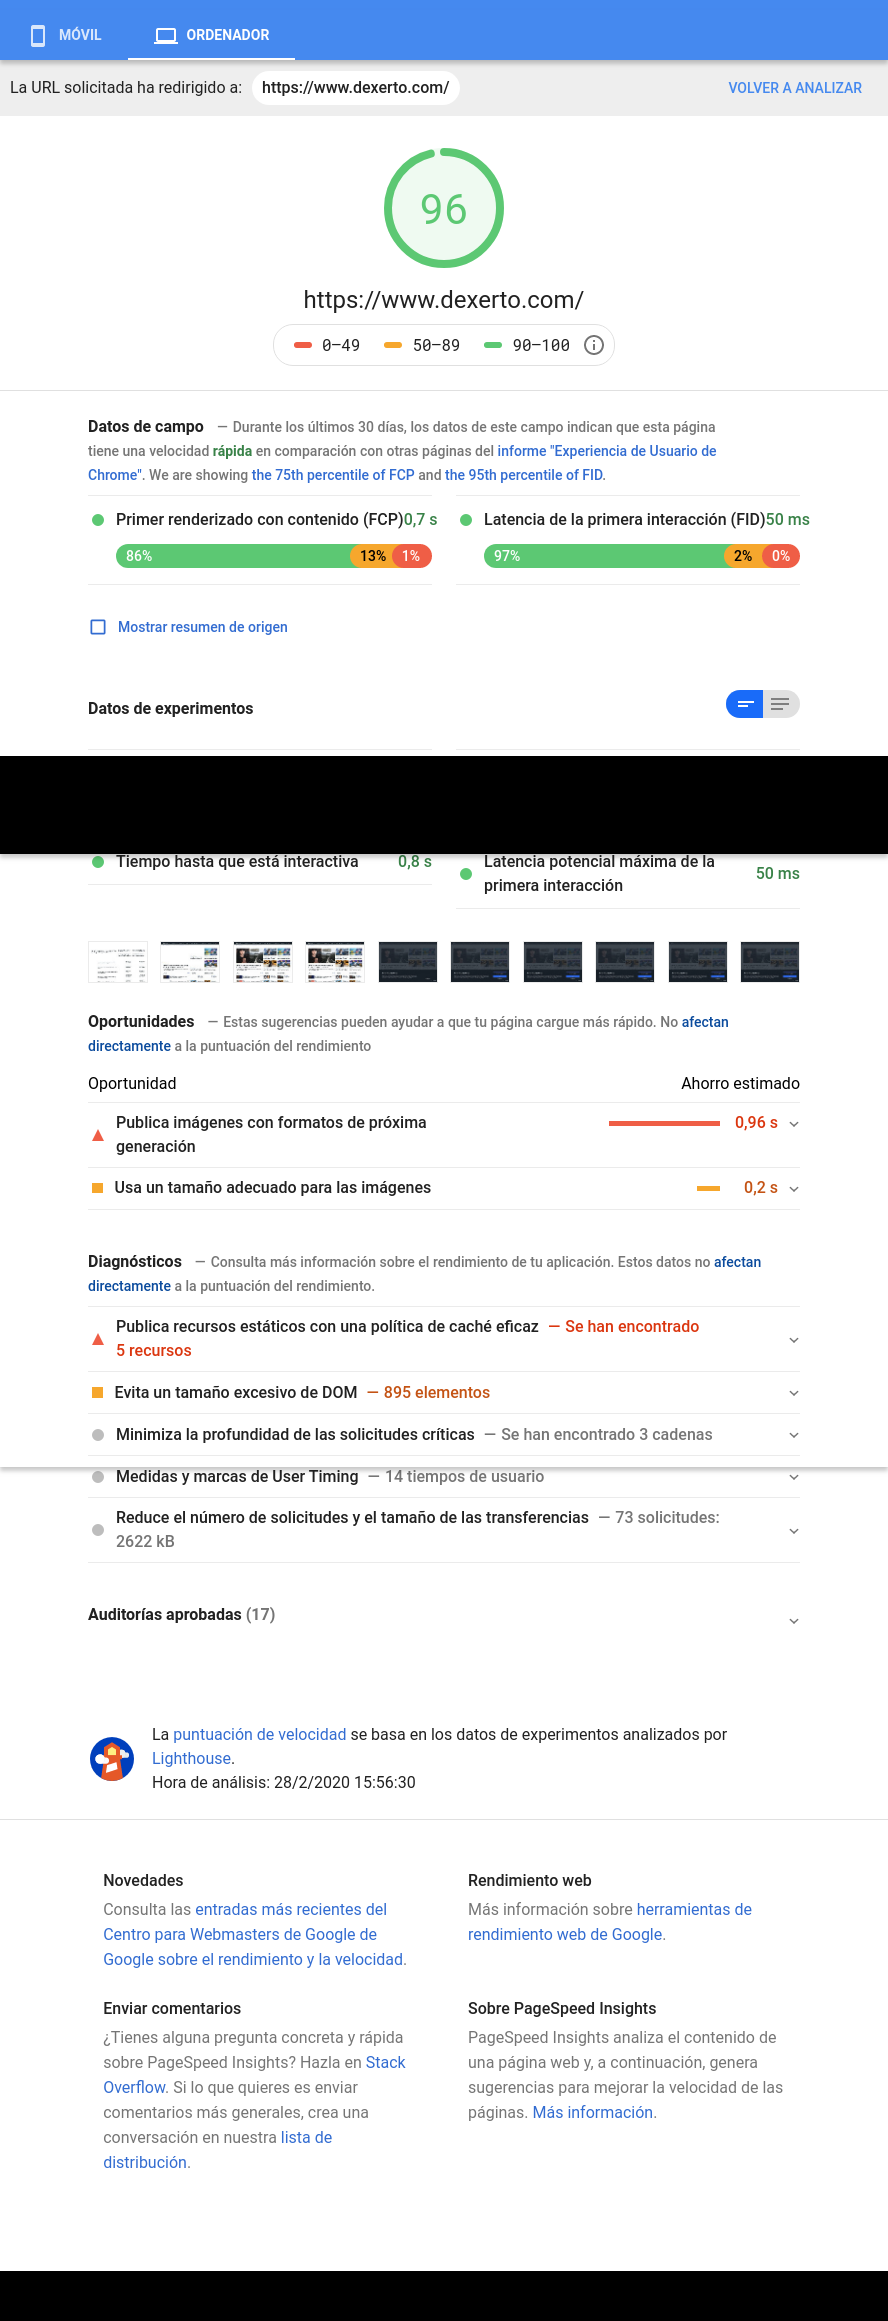 MÓVIL ORDENADOR
La URL solicitada ha redirigido a: https://www.dexerto.com/ VOLVER A ANALIZAR
96
https://www.dexerto.com/
0–49 50–89 90–100
Datos de campo — Durante los últimos 30 días, los datos de este campo indican que esta página
tiene una velocidad rápida en comparación con otras páginas del informe "Experiencia de Usuario de
Chrome". We are showing the 75th percentile of FCP and the 95th percentile of FID.
Primer renderizado con contenido (FCP) 0,7 s
86% 13% 1%
Latencia de la primera interacción (FID) 50 ms
97% 2% 0%
Mostrar resumen de origen
Datos de experimentos
Tiempo hasta que está interactiva 0,8 s
Latencia potencial máxima de la
primera interacción
50 ms
Oportunidades — Estas sugerencias pueden ayudar a que tu página cargue más rápido. No afectan
directamente a la puntuación del rendimiento
Oportunidad Ahorro estimado
Publica imágenes con formatos de próxima
generación
0,96 s
Usa un tamaño adecuado para las imágenes 0,2 s
Diagnósticos — Consulta más información sobre el rendimiento de tu aplicación. Estos datos no afectan
directamente a la puntuación del rendimiento.
Publica recursos estáticos con una política de caché eficaz — Se han encontrado
5 recursos
Evita un tamaño excesivo de DOM — 895 elementos
Minimiza la profundidad de las solicitudes críticas — Se han encontrado 3 cadenas
Medidas y marcas de User Timing — 14 tiempos de usuario
Reduce el número de solicitudes y el tamaño de las transferencias — 73 solicitudes:
2622 kB
Auditorías aprobadas (17)
La puntuación de velocidad se basa en los datos de experimentos analizados por
Lighthouse.
Hora de análisis: 28/2/2020 15:56:30
Novedades
Consulta las entradas más recientes del
Centro para Webmasters de Google de
Google sobre el rendimiento y la velocidad.
Rendimiento web
Más información sobre herramientas de
rendimiento web de Google.
Enviar comentarios
¿Tienes alguna pregunta concreta y rápida
sobre PageSpeed Insights? Hazla en Stack
Overflow. Si lo que quieres es enviar
comentarios más generales, crea una
conversación en nuestra lista de
distribución.
Sobre PageSpeed Insights
PageSpeed Insights analiza el contenido de
una página web y, a continuación, genera
sugerencias para mejorar la velocidad de las
páginas. Más información.